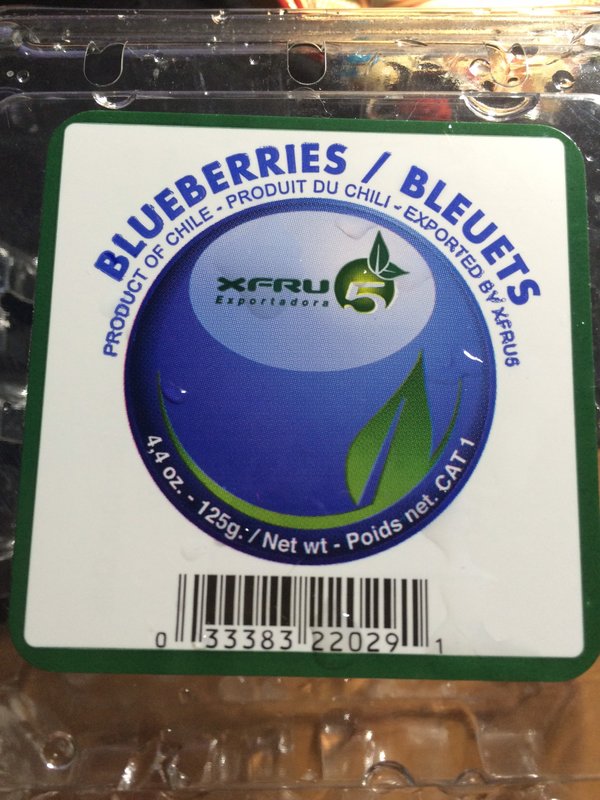 BLUEBERRIES / BLEUETS
PRODUCT OF CHILE - PRODUIT DU CHILI - EXPORTED BY XFRU5
XFRU 5
Exportadora
4,4 oz. - 125g. / Net wt - Poids net. CAT 1
0 33383 22029 1